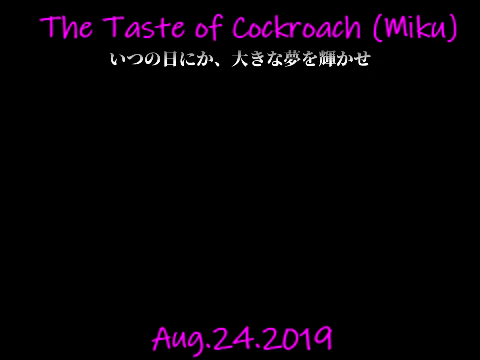 The Taste of Cockroach (Miku)
いつの日にか、大きな夢を輝かせ
Aug.24.2019